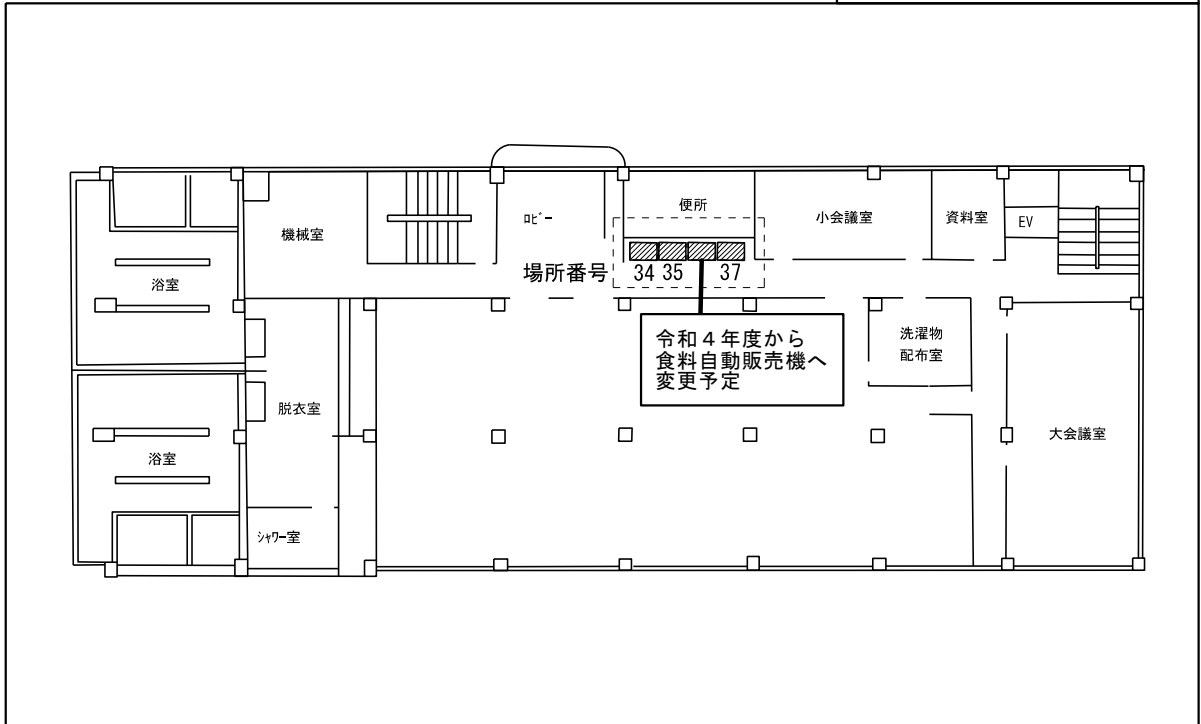 便所
ロビー
小会議室
資料室
EV
機械室
場所番号 34 35 37
浴室
令和４年度から
食料自動販売機へ
変更予定
洗濯物
配布室
脱衣室
大会議室
浴室
シャワー室